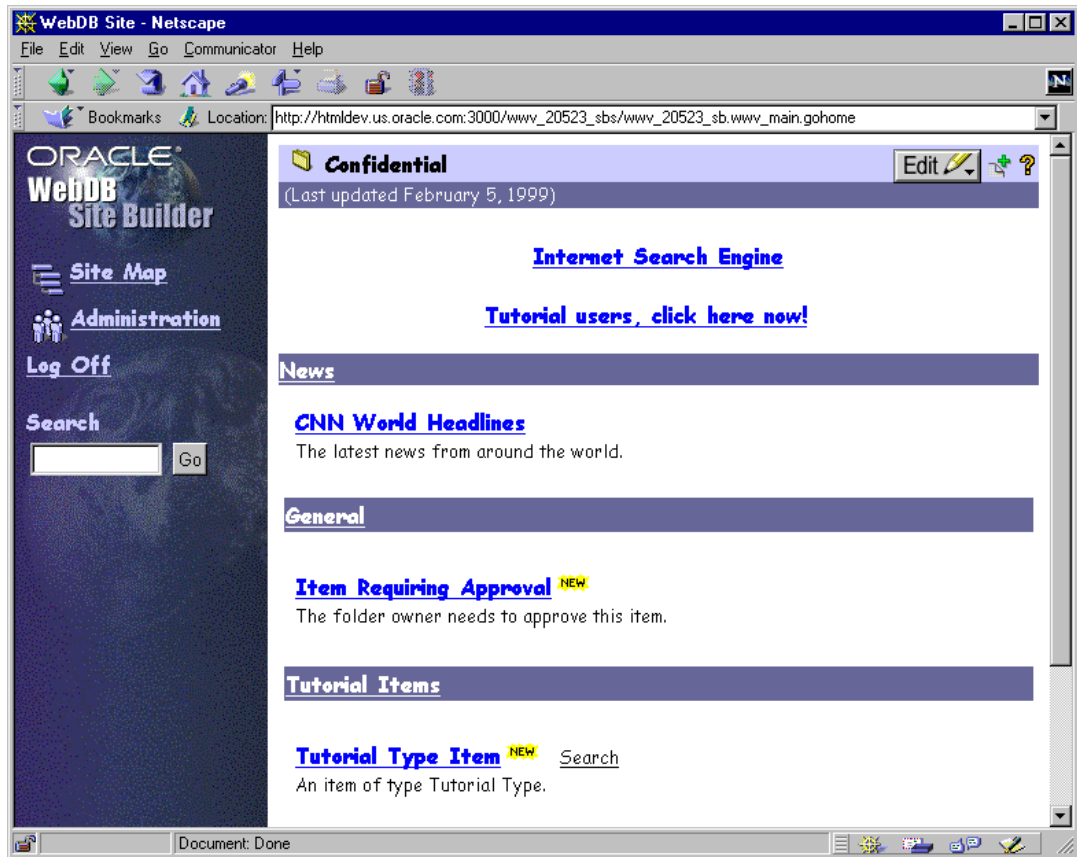 WebDB Site - Netscape
File Edit View Go Communicator Help
Bookmarks Location: http://htmldev.us.oracle.com:3000/wwv_20523_sbs/wwv_20523_sb.wwv_main.gohome
N
ORACLE
WebDB
Site Builder
Site Map
Administration
Log Off
Search
Go
Confidential
Edit
?
(Last updated February 5, 1999)
Internet Search Engine
Tutorial users, click here now!
News
CNN World Headlines
The latest news from around the world.
General
Item Requiring Approval NEW
The folder owner needs to approve this item.
Tutorial Items
Tutorial Type Item NEW Search
An item of type Tutorial Type.
Document: Done